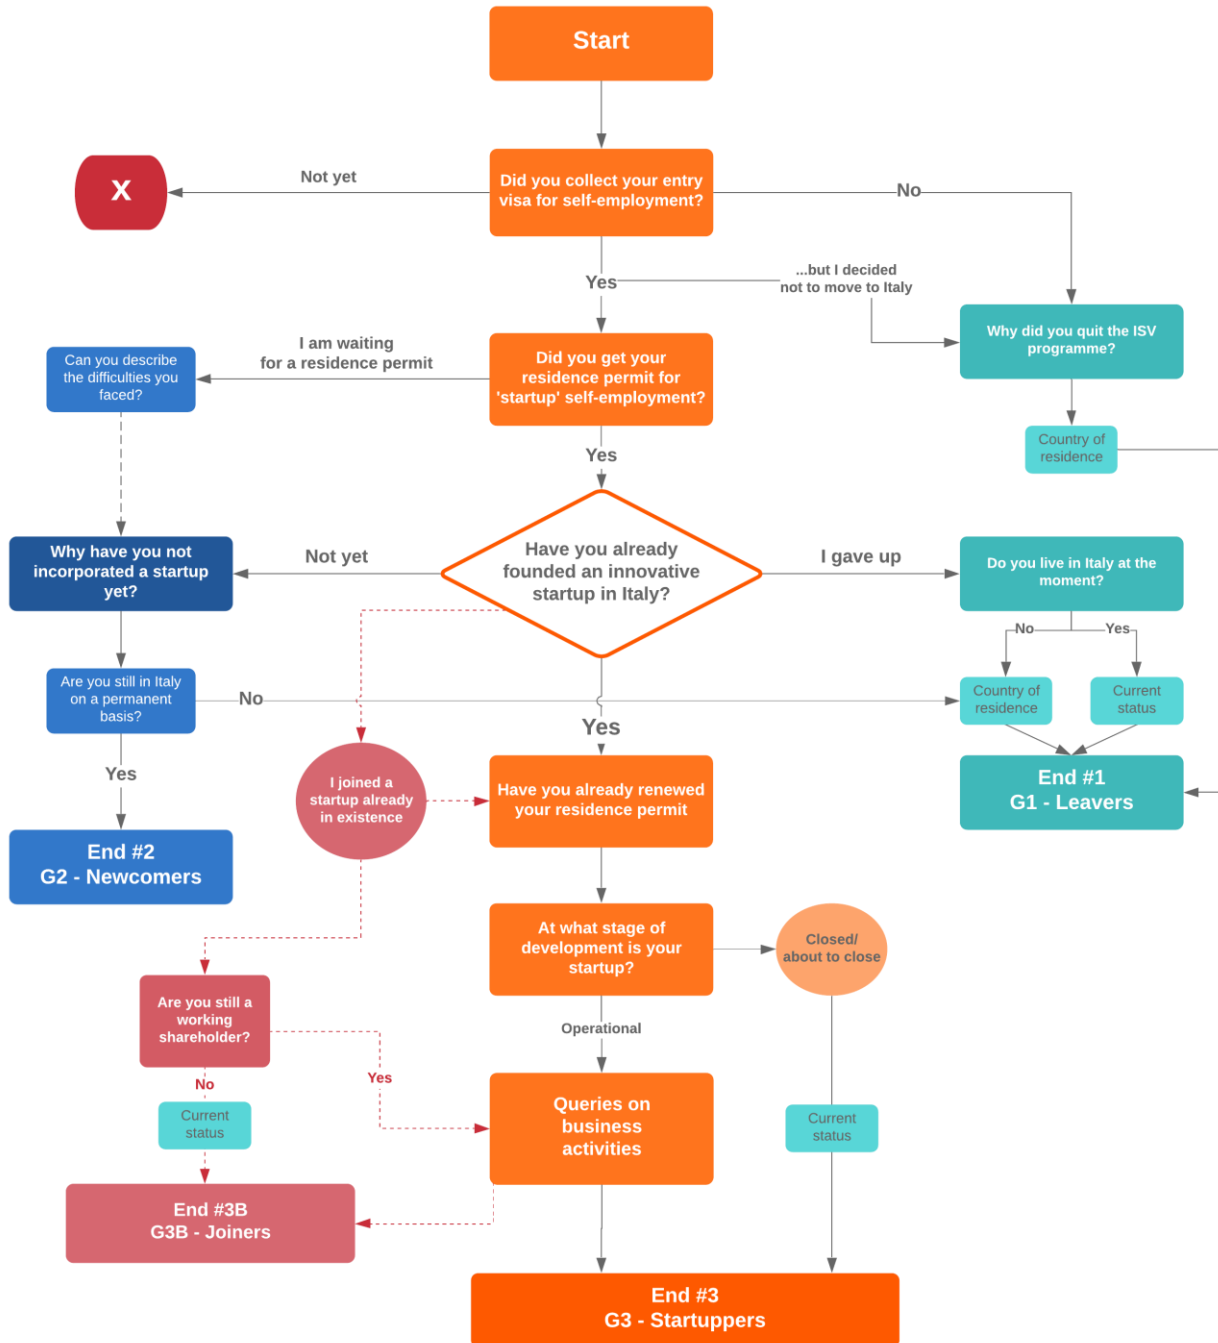 Start
Did you collect your entry
visa for self-employment?
Not yet
X
No
Yes
...but I decided
not to move to Italy
Why did you quit the ISV
programme?
Country of
residence
I am waiting
for a residence permit
Can you describe
the difficulties you
faced?
Did you get your
residence permit for
'startup' self-employment?
Yes
Have you already
founded an innovative
startup in Italy?
Not yet
Why have you not
incorporated a startup
yet?
I gave up
Do you live in Italy at the
moment?
No
Yes
Country of
residence
Current
status
End #1
G1 - Leavers
Are you still in Italy
on a permanent
basis?
No
Yes
End #2
G2 - Newcomers
Yes
I joined a
startup already
in existence
Have you already renewed
your residence permit
At what stage of
development is your
startup?
Closed/
about to close
Operational
Are you still a
working
shareholder?
No
Yes
Current
status
Queries on
business
activities
Current
status
End #3B
G3B - Joiners
End #3
G3 - Startuppers